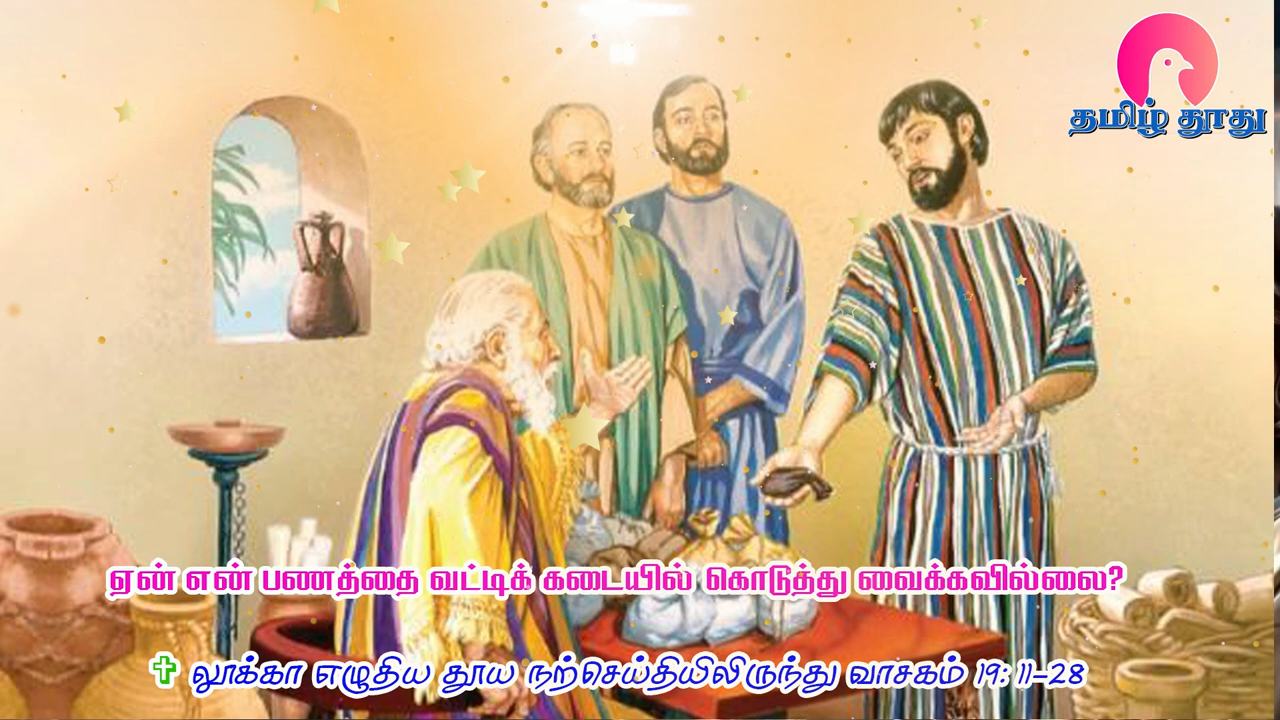 தமிழ் தூது
ஏன் என் பணத்தை வட்டிக் கடையில் கொடுத்து வைக்கவில்லை?
லூக்கா எழுதிய தூய நற்செய்தியிலிருந்து வாசகம் 19: 11-28